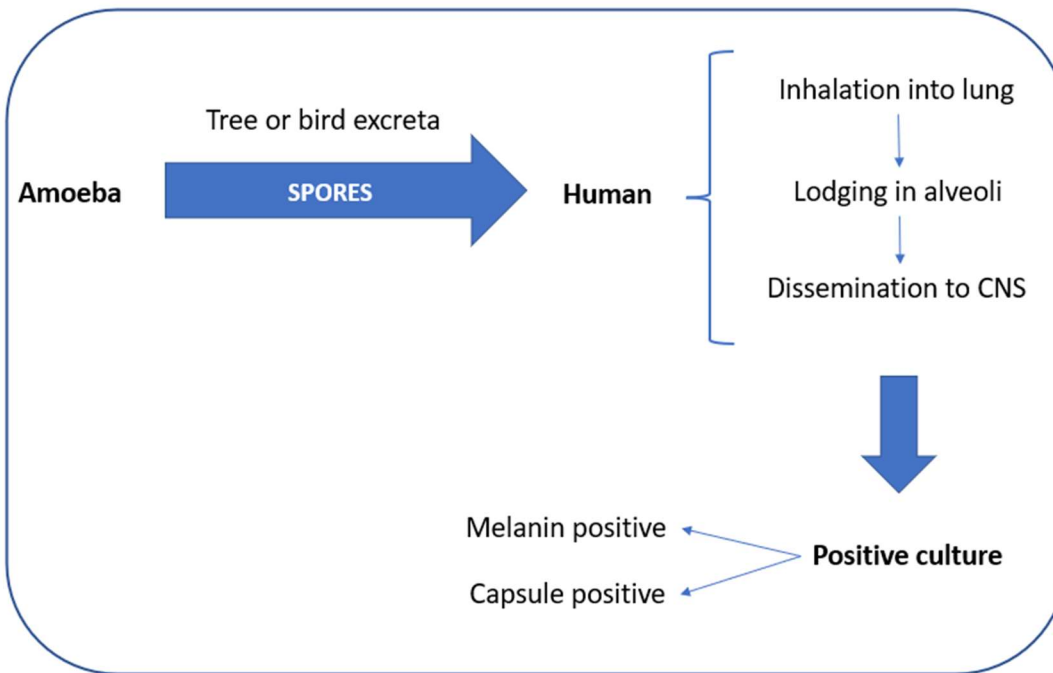 Tree or bird excreta
Amoeba
SPORES
Human
Inhalation into lung
Lodging in alveoli
Dissemination to CNS
Positive culture
Melanin positive
Capsule positive